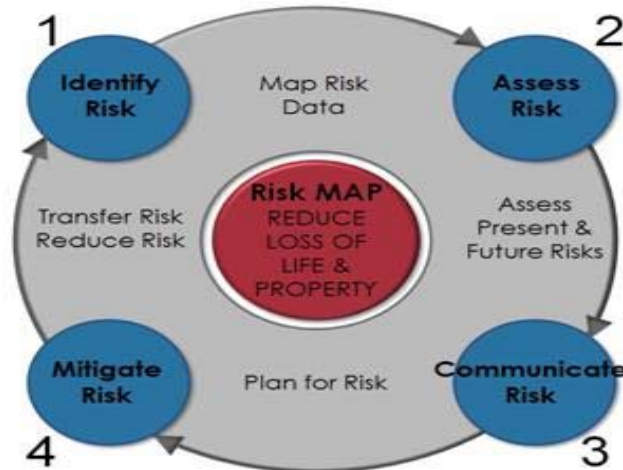 1
Identify
Risk
Map Risk
Data
2
Assess
Risk
Transfer Risk
Reduce Risk
Risk MAP
REDUCE
LOSS OF
LIFE &
PROPERTY
Assess
Present &
Future Risks
Mitigate
Risk
4
Plan for Risk
Communicate
Risk
3